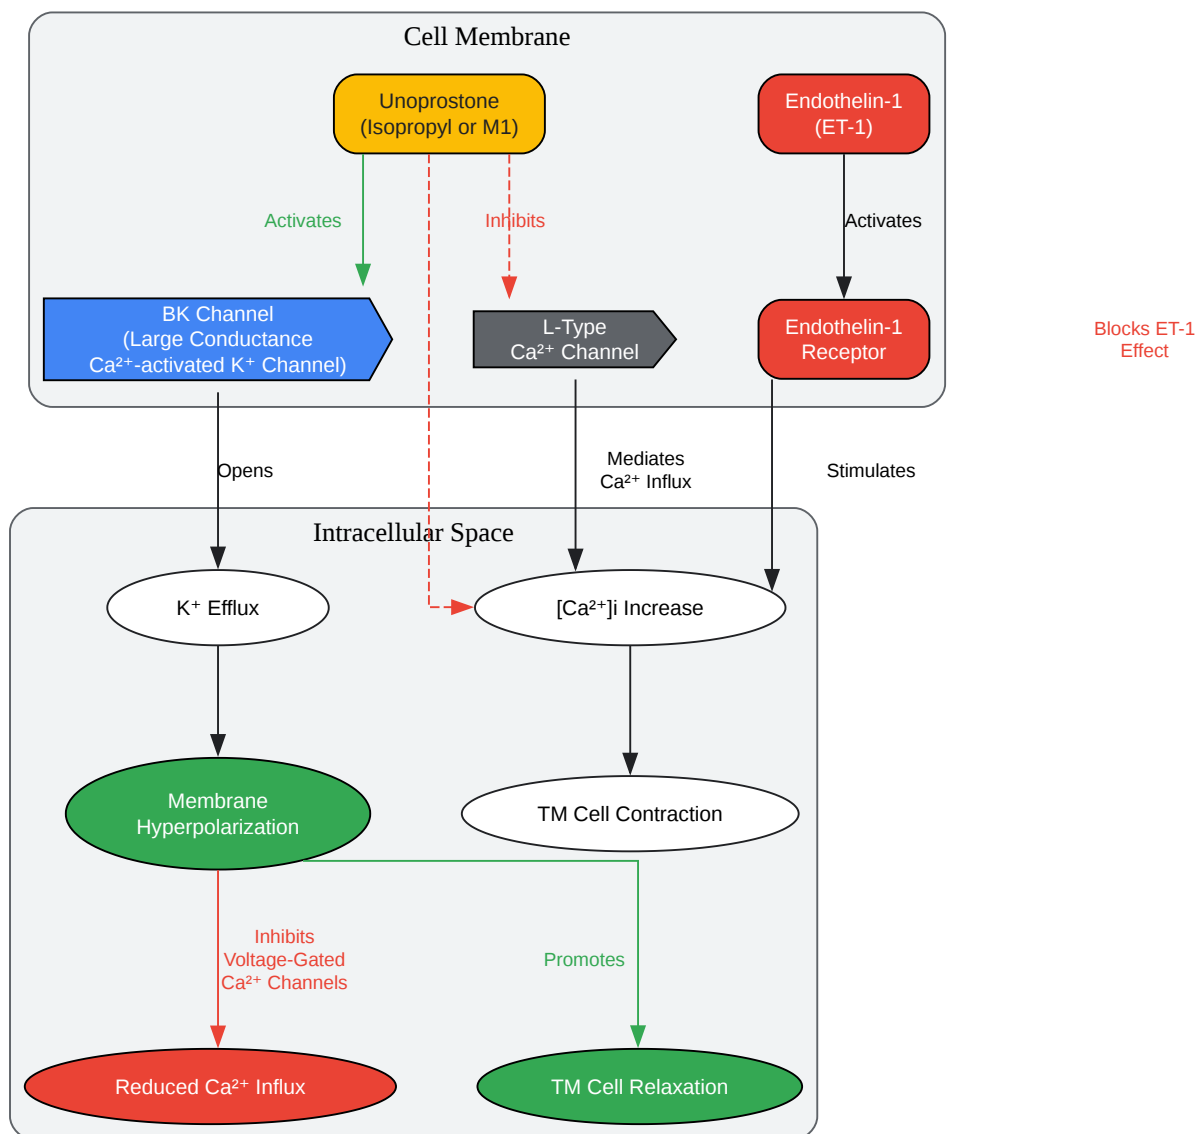 Cell Membrane
Unoprostone
(Isopropyl or M1)
Endothelin-1
(ET-1)
Activates
Inhibits
Activates
BK Channel
(Large Conductance
Ca²⁺-activated K⁺ Channel)
L-Type
Ca²⁺ Channel
Endothelin-1
Receptor
Blocks ET-1
Effect
Opens
Mediates
Ca²⁺ Influx
Stimulates
Intracellular Space
K⁺ Efflux
[Ca²⁺]i Increase
Membrane
Hyperpolarization
TM Cell Contraction
Inhibits
Voltage-Gated
Ca²⁺ Channels
Promotes
Reduced Ca²⁺ Influx
TM Cell Relaxation